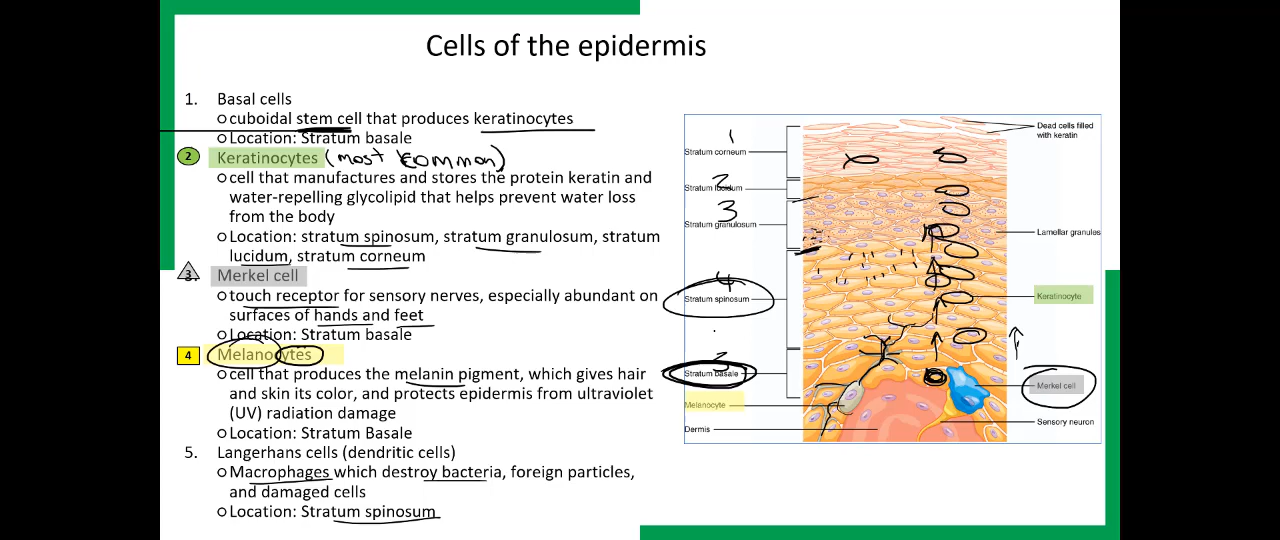 Cells of the epidermis
1. Basal cells
cuboidal stem cell that produces keratinocytes
Location: Stratum basale
2 Keratinocytes (most common)
cell that manufactures and stores the protein keratin and
water-repelling glycolipid that helps prevent water loss
from the body
Location: stratum spinosum, stratum granulosum, stratum
lucidum, stratum corneum
3. Merkel cell
touch receptor for sensory nerves, especially abundant on
surfaces of hands and feet
Location: Stratum basale
4 Melanocytes
cell that produces the melanin pigment, which gives hair
and skin its color, and protects epidermis from ultraviolet
(UV) radiation damage
Location: Stratum Basale
5. Langerhans cells (dendritic cells)
Macrophages which destroy bacteria, foreign particles,
and damaged cells
Location: Stratum spinosum
1
Stratum corneum
2
Stratum lucidum
3
Stratum granulosum
4
Stratum spinosum
Stratum basale
Melanocyte
Dermis
Dead cells filled
with keratin
Lamellar granules
Keratinocyte
Merkel cell
Sensory neuron